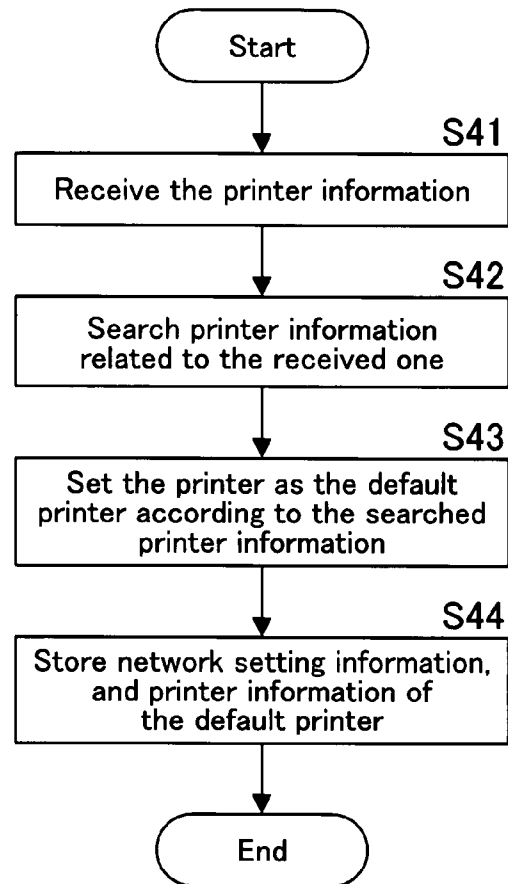 Start
S41
Receive the printer information
S42
Search printer information
related to the received one
S43
Set the printer as the default
printer according to the searched
printer information
S44
Store network setting information,
and printer information of
the default printer
End